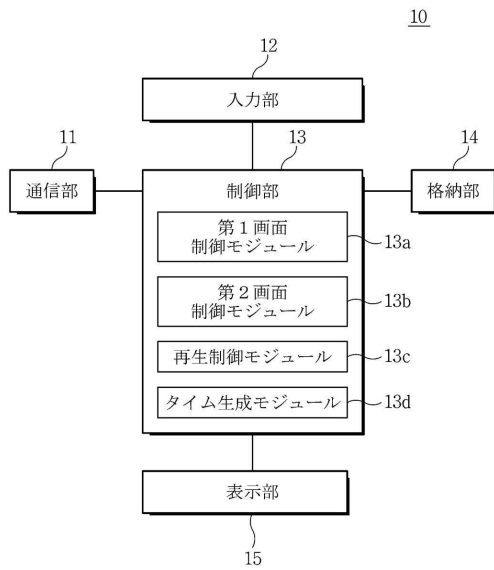 10
12
入力部
11
通信部
13
制御部
14
格納部
第1画面
制御モジュール
13a
第2画面
制御モジュール
13b
再生制御モジュール
13c
タイム生成モジュール
13d
表示部
15